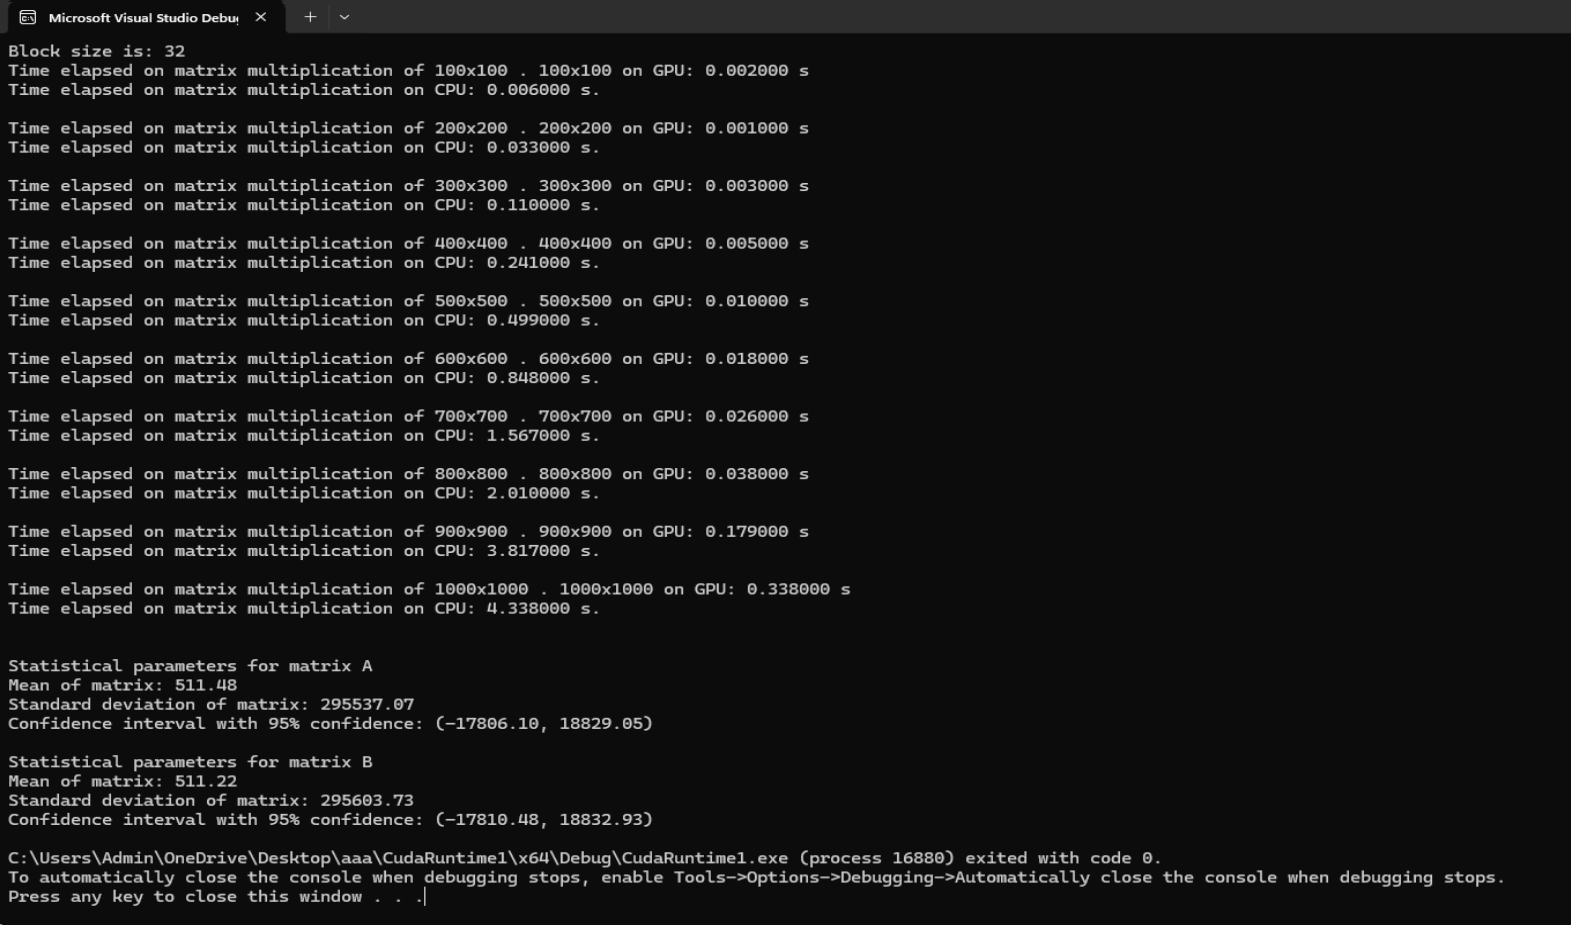 Microsoft Visual Studio Debu
Block size is: 32
Time elapsed on matrix multiplication of 100x100 . 100x100 on GPU: 0.002000 s
Time elapsed on matrix multiplication on CPU: 0.006000 s.
Time elapsed on matrix multiplication of 200x200 . 200x200 on GPU: 0.001000 s
Time elapsed on matrix multiplication on CPU: 0.033000 s.
Time elapsed on matrix multiplication of 300x300 . 300x300 on GPU: 0.003000 s
Time elapsed on matrix multiplication on CPU: 0.110000 s.
Time elapsed on matrix multiplication of 400x400 . 400x400 on GPU: 0.005000 s
Time elapsed on matrix multiplication on CPU: 0.241000 s.
Time elapsed on matrix multiplication of 500x500 . 500x500 on GPU: 0.010000 s
Time elapsed on matrix multiplication on CPU: 0.499000 s.
Time elapsed on matrix multiplication of 600x600 . 600x600 on GPU: 0.018000 s
Time elapsed on matrix multiplication on CPU: 0.848000 s.
Time elapsed on matrix multiplication of 700x700 . 700x700 on GPU: 0.026000 s
Time elapsed on matrix multiplication on CPU: 1.567000 s.
Time elapsed on matrix multiplication of 800x800 . 800x800 on GPU: 0.038000 s
Time elapsed on matrix multiplication on CPU: 2.010000 s.
Time elapsed on matrix multiplication of 900x900 . 900x900 on GPU: 0.179000 s
Time elapsed on matrix multiplication on CPU: 3.817000 s.
Time elapsed on matrix multiplication of 1000x1000 . 1000x1000 on GPU: 0.338000 s
Time elapsed on matrix multiplication on CPU: 4.338000 s.
Statistical parameters for matrix A
Mean of matrix: 511.48
Standard deviation of matrix: 295537.07
Confidence interval with 95% confidence: (-17806.10, 18829.05)
Statistical parameters for matrix B
Mean of matrix: 511.22
Standard deviation of matrix: 295603.73
Confidence interval with 95% confidence: (-17810.48, 18832.93)
C:\Users\Admin\OneDrive\Desktop\aaa\CudaRuntime1\x64\Debug\CudaRuntime1.exe (process 16880) exited with code 0.
To automatically close the console when debugging stops, enable Tools->Options->Debugging->Automatically close the console when debugging stops.
Press any key to close this window . . .